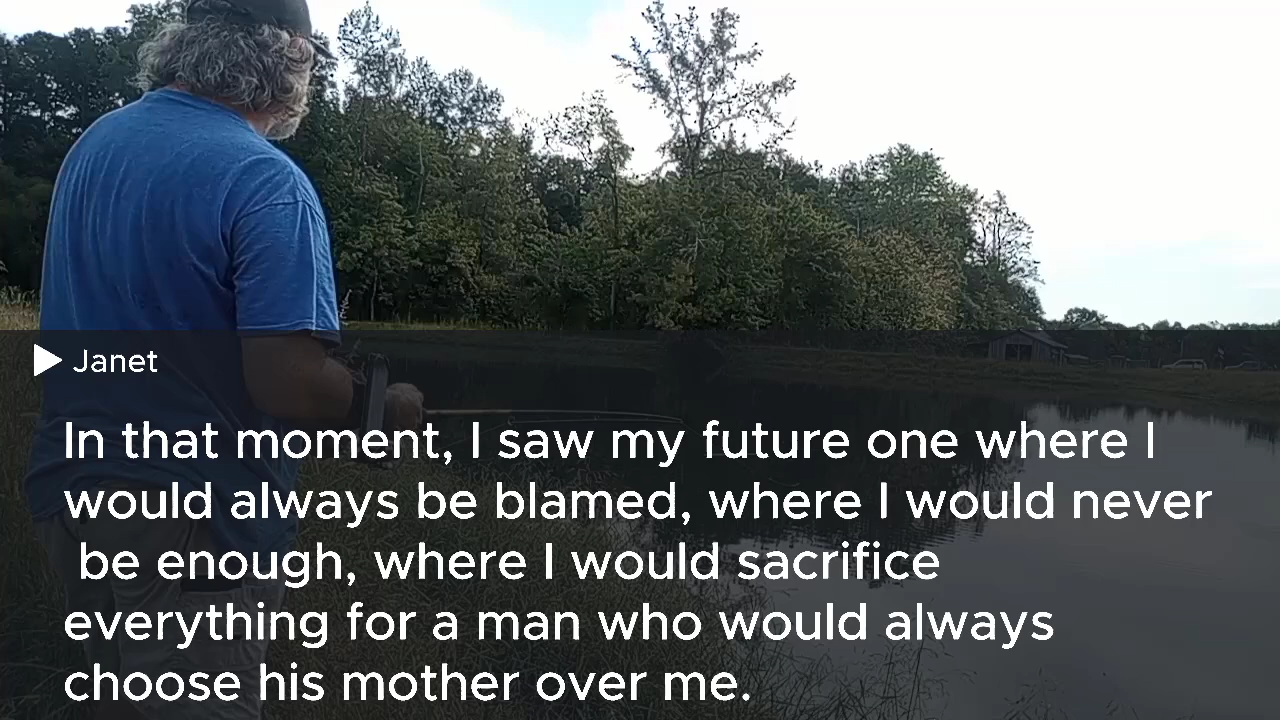 Janet
In that moment, I saw my future one where I
would always be blamed, where I would never
be enough, where I would sacrifice
everything for a man who would always
choose his mother over me.